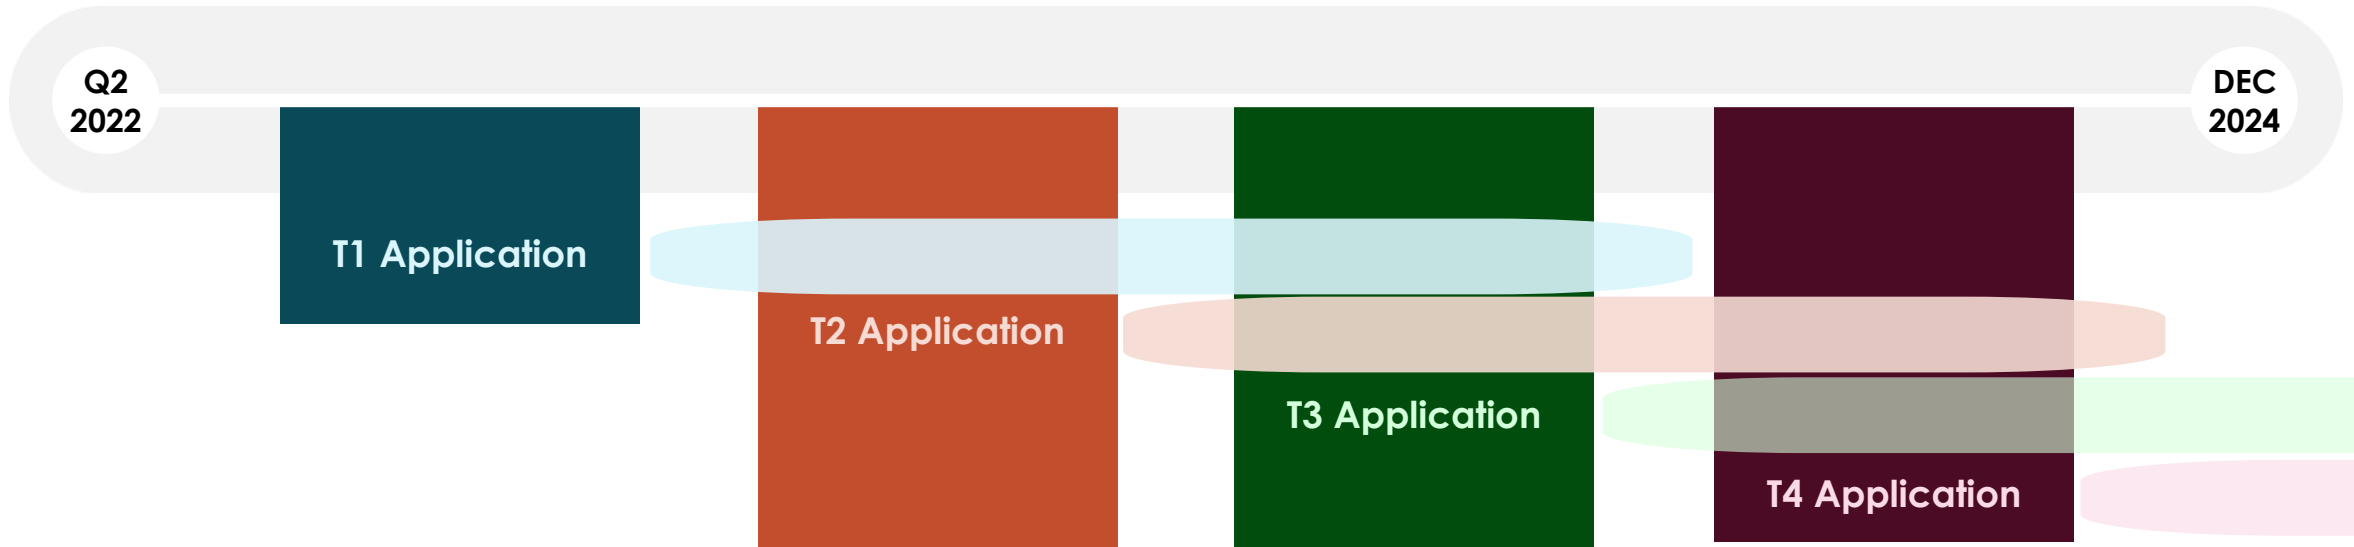 Q2
2022
DEC
2024
T1 Application
T2 Application
T3 Application
T4 Application